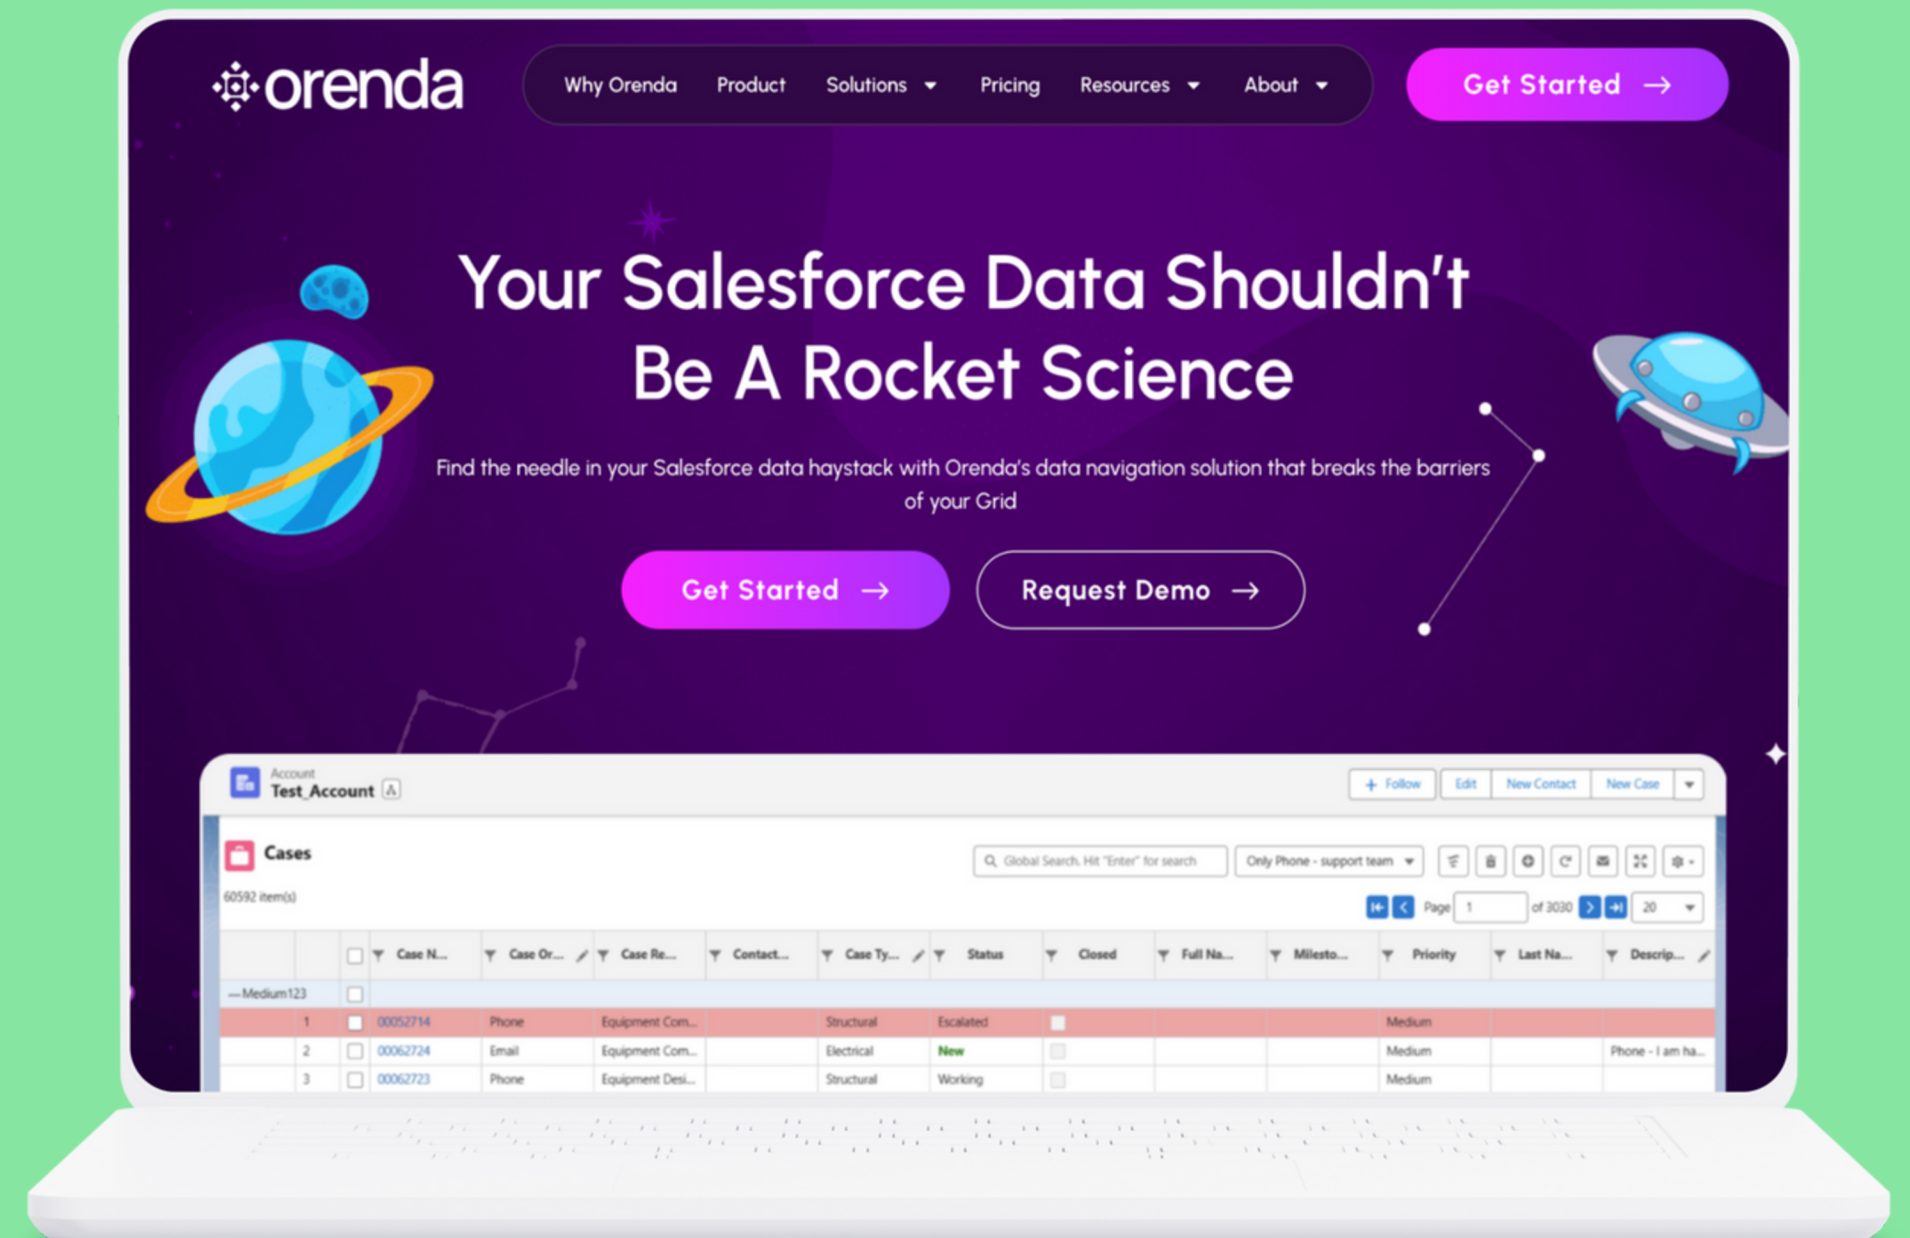 orenda
Why Orenda Product Solutions Pricing Resources About
Get Started
Your Salesforce Data Shouldn't
Be A Rocket Science
Find the needle in your Salesforce data haystack with Orenda's data navigation solution that breaks the barriers
of your Grid
Get Started Request Demo
Account
Test_Account
Follow Edit New Contact New Case
Cases
Global Search. Hit "Enter" for search Only Phone - support team
60592 item(s)
Page 1 of 3030 20
Case N... Case Or... Case Re... Contact... Case Ty... Status Closed Full Na... Milesto... Priority Last Na... Descrip...
—Medium123
1 00052714 Phone Equipment Com... Structural Escalated Medium
2 00062724 Email Equipment Com... Electrical New Medium Phone - I am ha...
3 00062723 Phone Equipment Desi... Structural Working Medium